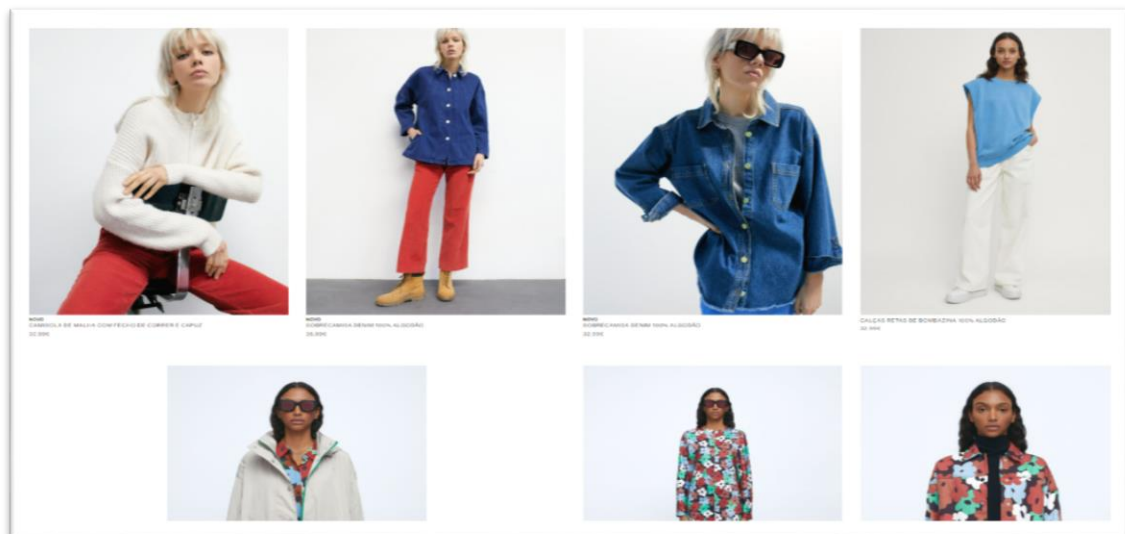 NOVO
CAMISOLA DE MALHA COM FECHO DE CORRER E CAPUZ
NOVO
SOBRECAMISA DENIM 100% ALGODÃO
NOVO
SOBRECAMISA DENIM 100% ALGODÃO
CALÇAS RETAS DE BOMBAZINA 100% ALGODÃO